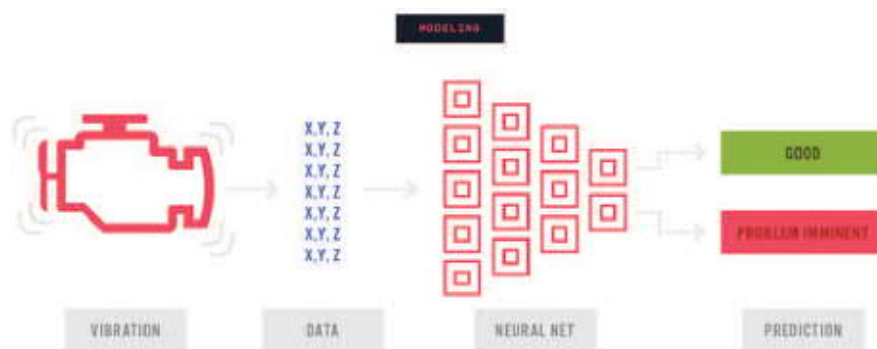 MODELING
X,Y, Z
X,Y, Z
X,Y, Z
X,Y, Z
X,Y, Z
X,Y, Z
X,Y, Z
GOOD
PROBLEM IMMINENT
VIBRATION
DATA
NEURAL NET
PREDICTION